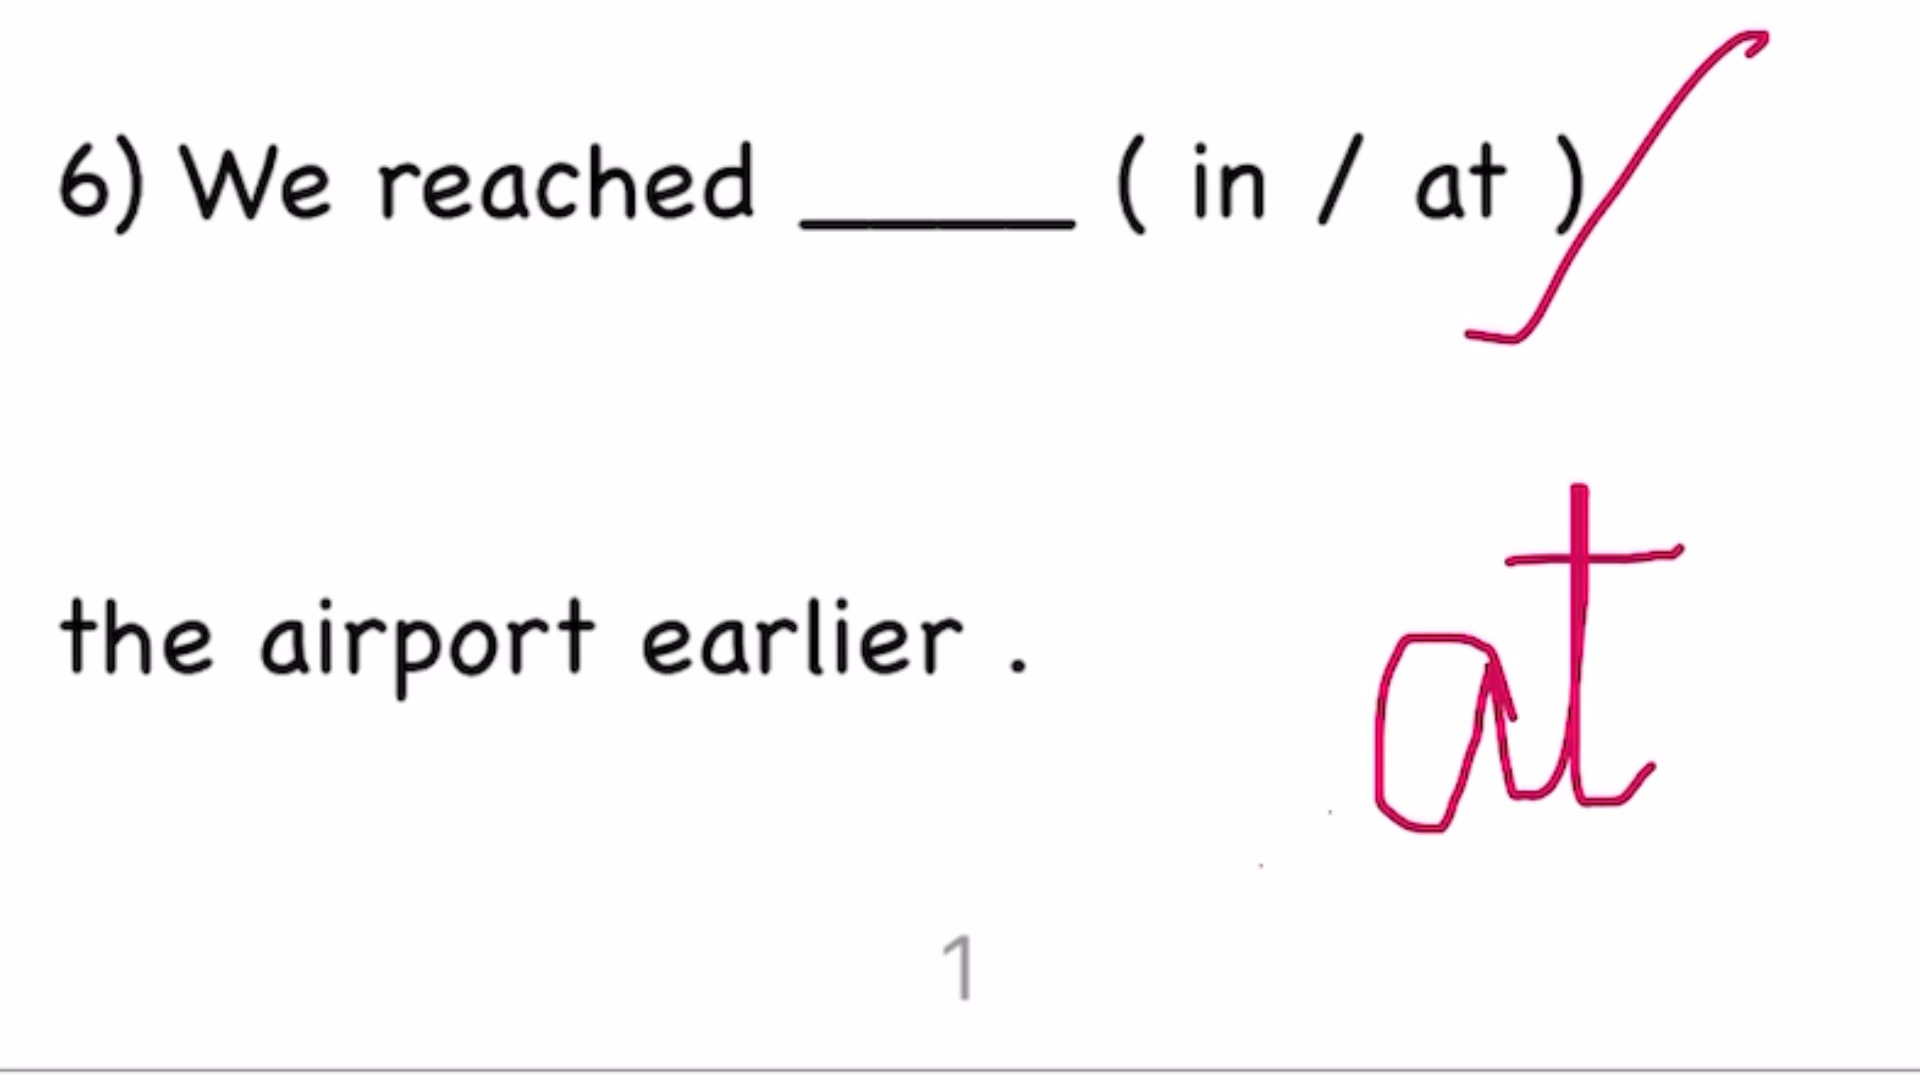 6) We reached _____ ( in / at )
the airport earlier .
at
1